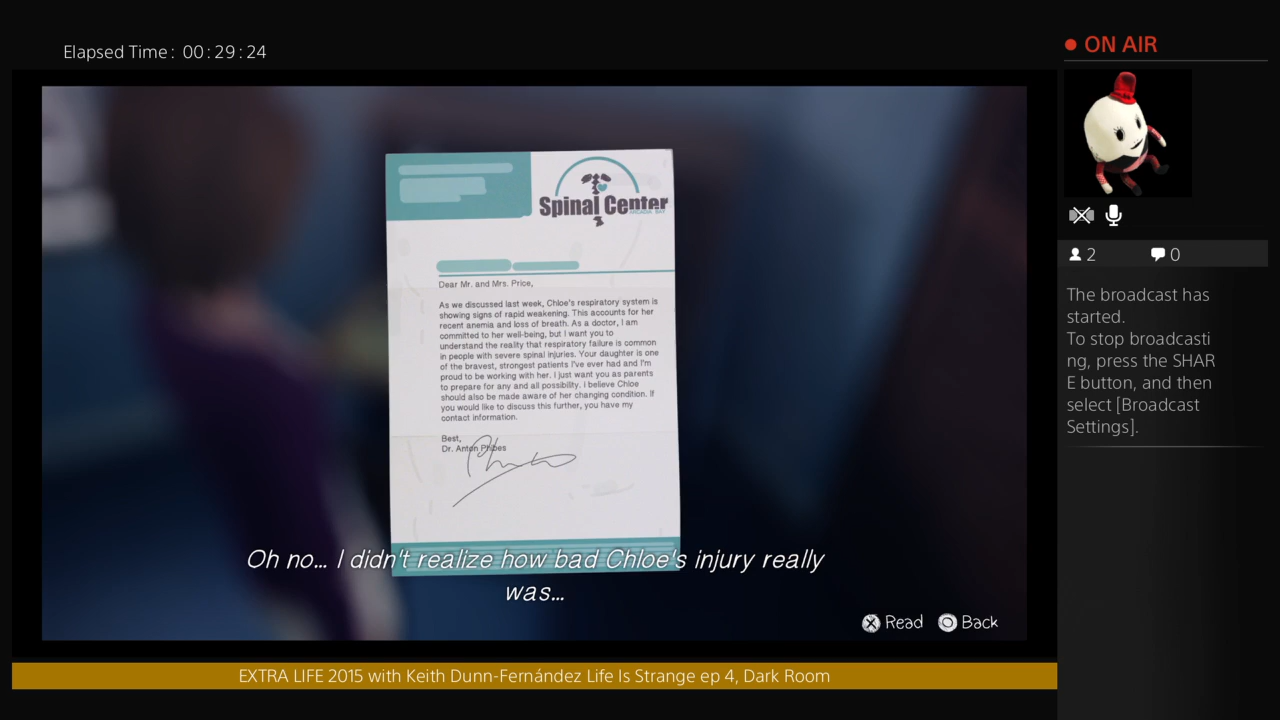 Elapsed Time: 00:29:24
ON AIR
2
0
The broadcast has
started.
To stop broadcasti
ng, press the SHAR
E button, and then
select [Broadcast
Settings].
Spinal Center
ARCADIA BAY
Dear Mr. and Mrs. Price,
As we discussed last week, Chloe's respiratory system is
showing signs of rapid weakening. This accounts for her
recent anemia and loss of breath. As a doctor, I am
committed to her well-being, but I want you to
understand the reality that respiratory failure is common
in people with severe spinal injuries. Your daughter is one
of the bravest, strongest patients I've ever had and I'm
proud to be working with her. I just want you as parents
to prepare for any and all possibility. I believe Chloe
should also be made aware of her changing condition. If
you would like to discuss this further, you have my
contact information.
Best,
Dr. Anton Phibes
Oh no... I didn't realize how bad Chloe's injury really
was...
Read
Back
EXTRA LIFE 2015 with Keith Dunn-Fernández Life Is Strange ep 4, Dark Room